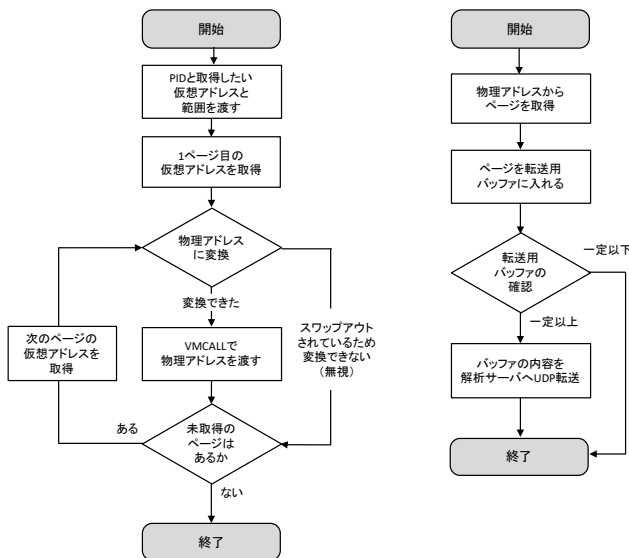 開始
PIDと取得したい
仮想アドレスと
範囲を渡す
1ページ目の
仮想アドレスを取得
物理アドレス
に変換
変換できた
スワップアウト
されているため
変換できない
（無視）
VMCALLで
物理アドレスを渡す
次のページの
仮想アドレスを
取得
ある
未取得の
ページは
あるか
ない
終了
開始
物理アドレスから
ページを取得
ページを転送用
バッファに入れる
転送用
バッファの
確認
一定以下
一定以上
バッファの内容を
解析サーバへUDP転送
終了